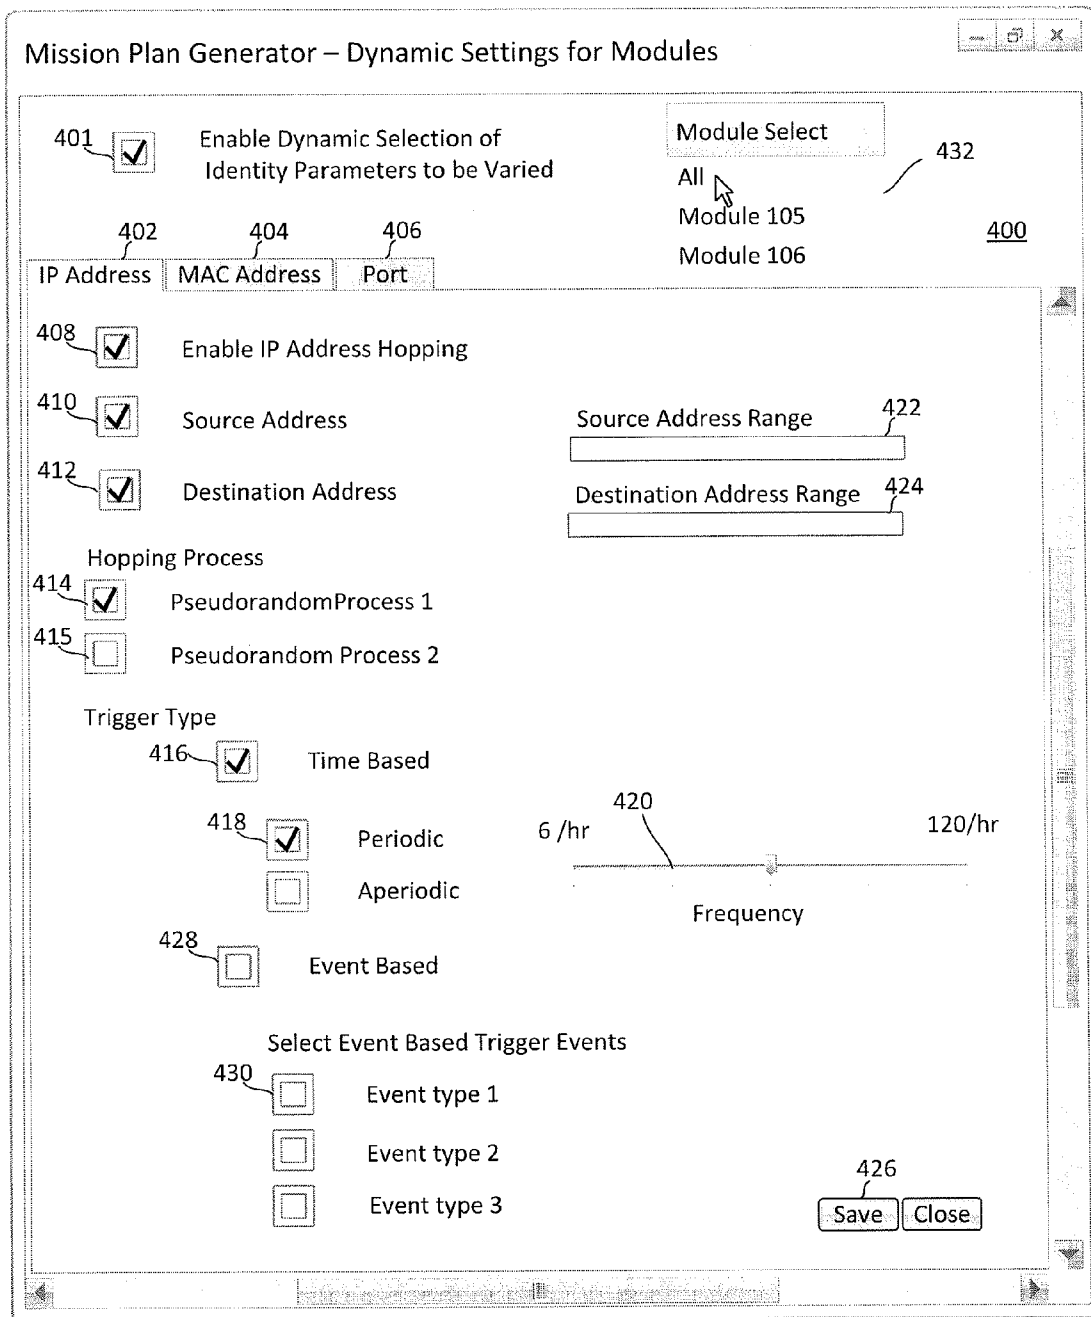 Mission Plan Generator – Dynamic Settings for Modules
401
Enable Dynamic Selection of
Identity Parameters to be Varied
Module Select
All
Module 105
Module 106
432
400
402
404
406
IP Address
MAC Address
Port
408
Enable IP Address Hopping
410
Source Address
Source Address Range
422
412
Destination Address
Destination Address Range
424
Hopping Process
414
PseudorandomProcess 1
415
Pseudorandom Process 2
Trigger Type
416
Time Based
418
Periodic
6 /hr
420
120/hr
Aperiodic
Frequency
428
Event Based
Select Event Based Trigger Events
430
Event type 1
Event type 2
Event type 3
426
Save
Close